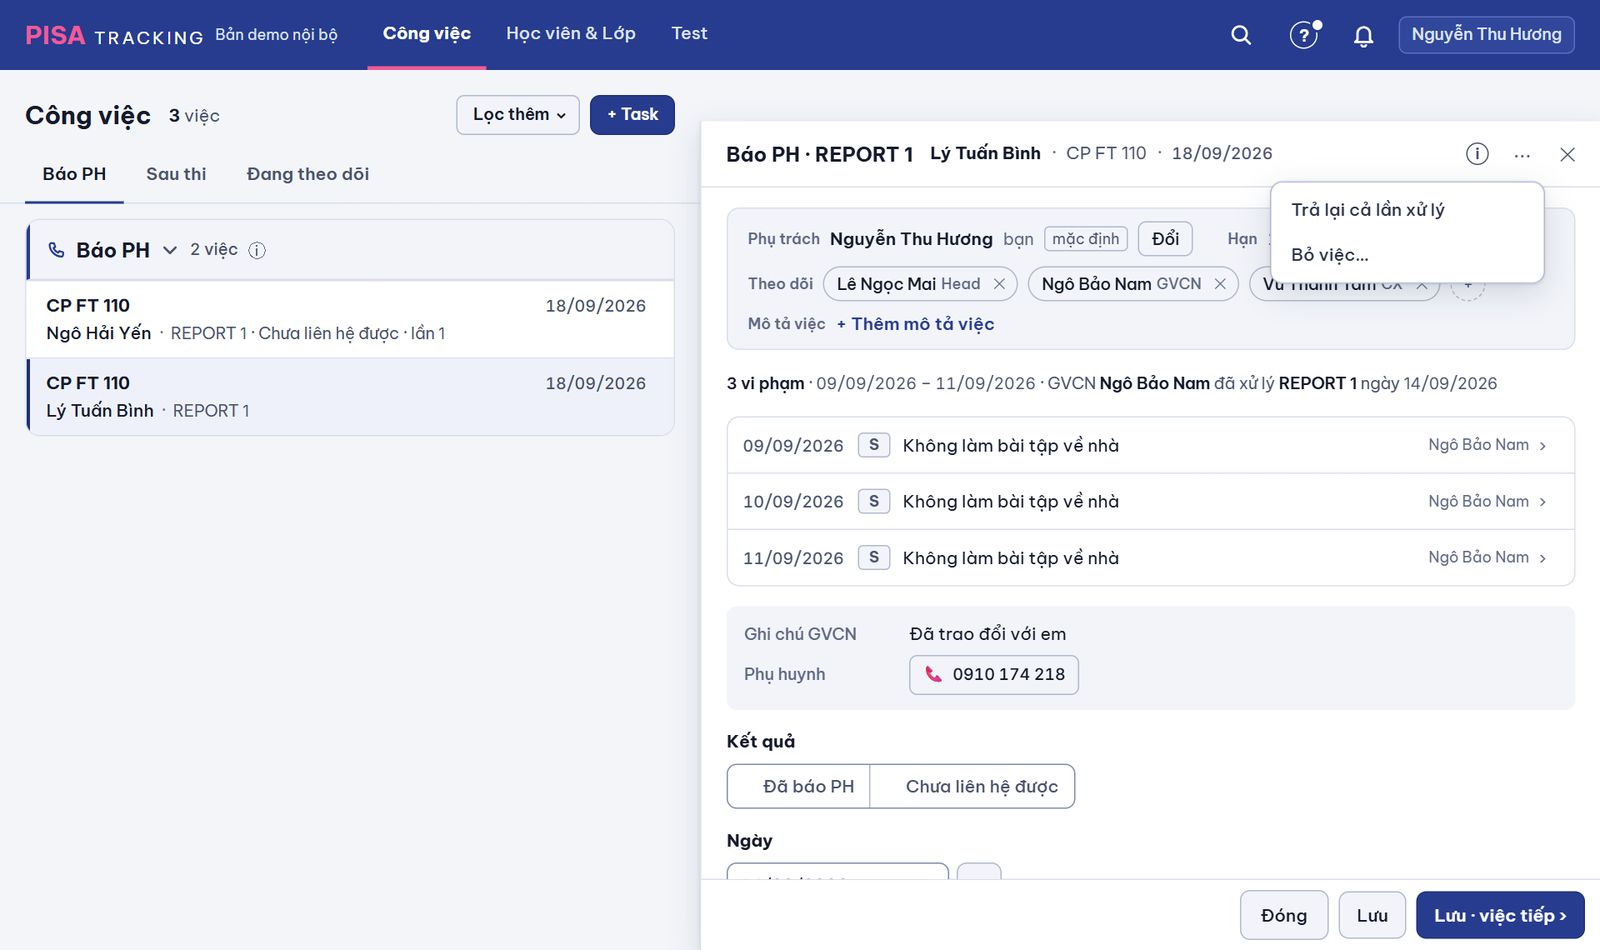 PISA TRACKING Bản demo nội bộ Công việc Học viên & Lớp Test ? Nguyễn Thu Hương
Công việc 3 việc Lọc thêm + Task
Báo PH Sau thi Đang theo dõi
Báo PH 2 việc i
CP FT 110 18/09/2026
Ngô Hải Yến · REPORT 1 · Chưa liên hệ được · lần 1
CP FT 110 18/09/2026
Lý Tuấn Bình · REPORT 1
Báo PH · REPORT 1 Lý Tuấn Bình · CP FT 110 · 18/09/2026 i ...
Trả lại cả lần xử lý
Bỏ việc...
Phụ trách Nguyễn Thu Hương bạn mặc định Đổi Hạn
Theo dõi Lê Ngọc Mai Head × Ngô Bảo Nam GVCN ×
Mô tả việc + Thêm mô tả việc
3 vi phạm · 09/09/2026 – 11/09/2026 · GVCN Ngô Bảo Nam đã xử lý REPORT 1 ngày 14/09/2026
09/09/2026 S Không làm bài tập về nhà Ngô Bảo Nam ›
10/09/2026 S Không làm bài tập về nhà Ngô Bảo Nam ›
11/09/2026 S Không làm bài tập về nhà Ngô Bảo Nam ›
Ghi chú GVCN Đã trao đổi với em
Phụ huynh 0910 174 218
Kết quả
Đã báo PH Chưa liên hệ được
Ngày
Đóng Lưu Lưu · việc tiếp ›